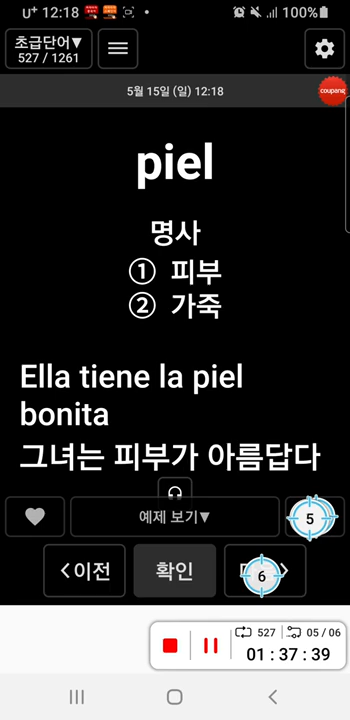 U+ 12:18 100%
초급단어▼
527 / 1261
5월 15일 (일) 12:18
coupang
piel
명사
① 피부
② 가죽
Ella tiene la piel
bonita
그녀는 피부가 아름답다
예제 보기▼
5
<이전
확인
6
527 05 / 06
01 : 37 : 39